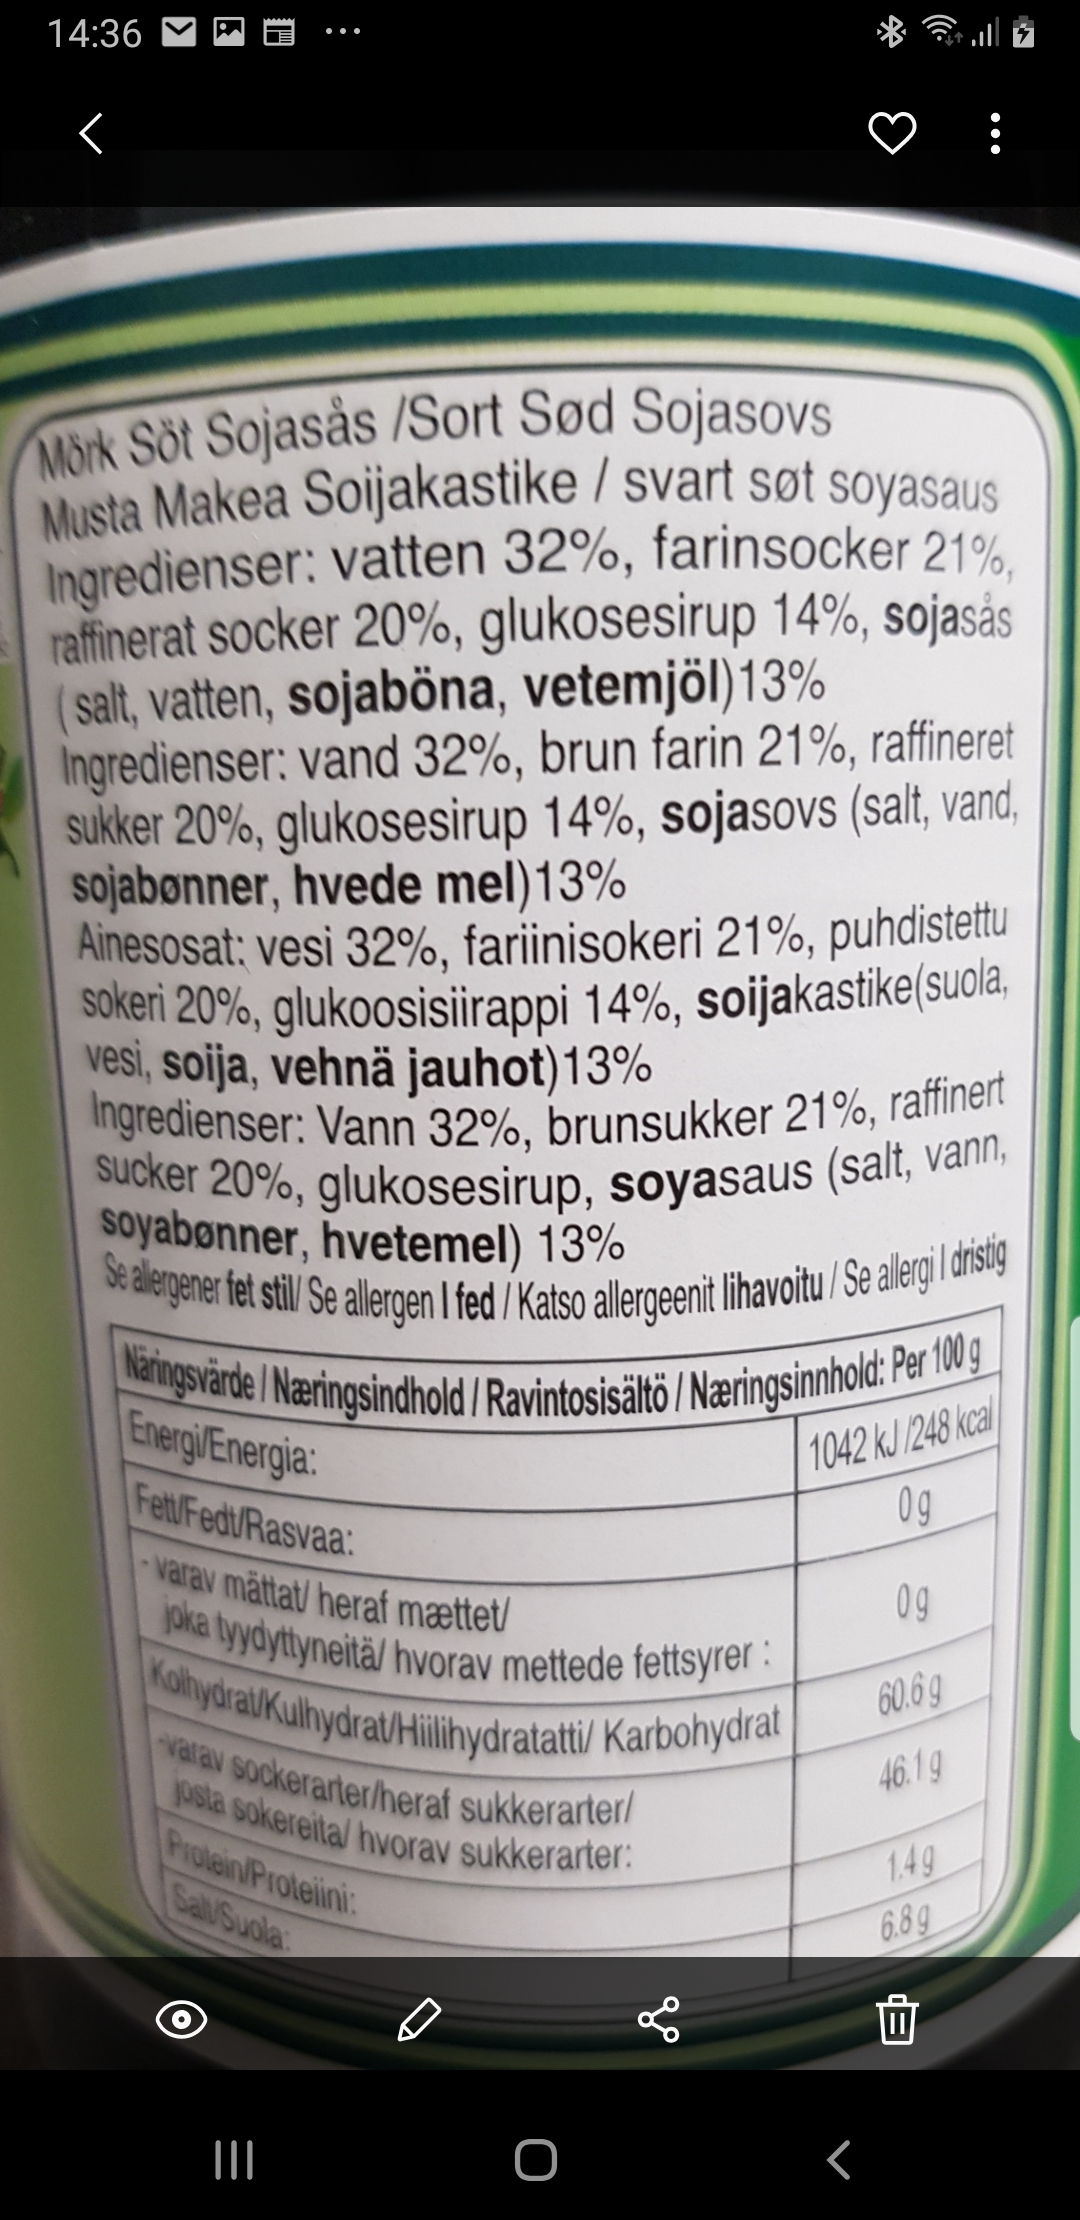 14:36
Mörk Söt Sojasås /Sort Sød Sojasovs
Musta Makea Soijakastike / svart søt soyasaus
Ingredienser: vatten 32%, farinsocker 21%,
raffinerat socker 20%, glukosesirup 14%, sojasås
( salt, vatten, sojaböna, vetemjöl)13%
Ingredienser: vand 32%, brun farin 21%, raffineret
sukker 20%, glukosesirup 14%, sojasovs (salt, vand,
sojabønner, hvede mel)13%
Ainesosat: vesi 32%, fariinisokeri 21%, puhdistettu
sokeri 20%, glukoosisiirappi 14%, soijakastike(suola,
vesi, soija, vehnä jauhot)13%
Ingredienser: Vann 32%, brunsukker 21%, raffinert
sucker 20%, glukosesirup, soyasaus (salt, vann,
soyabønner, hvetemel) 13%
Se allergener fet stil/ Se allergen I fed / Katso allergeenit lihavoitu / Se allergi I dristig
Näringsvärde / Næringsindhold / Ravintosisältö / Næringsinnhold: Per 100 g
Energi/Energia: 1042 kJ /248 kcal
Fett/Fedt/Rasvaa: 0 g
- varav mättat/ heraf mættet/
joka tyydyttyneitä/ hvorav mettede fettsyrer : 0 g
Kolhydrat/Kulhydrat/Hiilihydratatti/ Karbohydrat 60.6 g
-varav sockerarter/heraf sukkerarter/
josta sokereita/ hvorav sukkerarter: 46.1 g
Protein/Proteiini: 1.4 g
Salt/Suola: 6.8 g